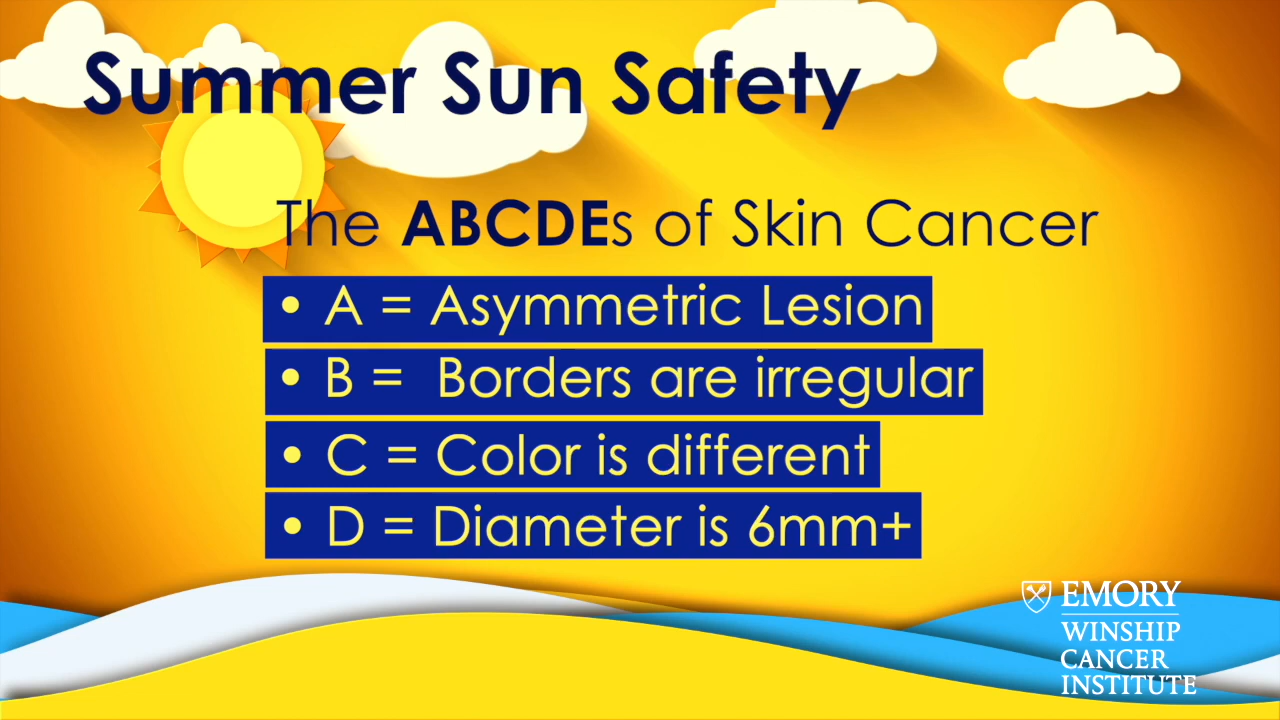 Summer Sun Safety
The ABCDEs of Skin Cancer
• A = Asymmetric Lesion
• B = Borders are irregular
• C = Color is different
• D = Diameter is 6mm+
EMORY
WINSHIP
CANCER
INSTITUTE